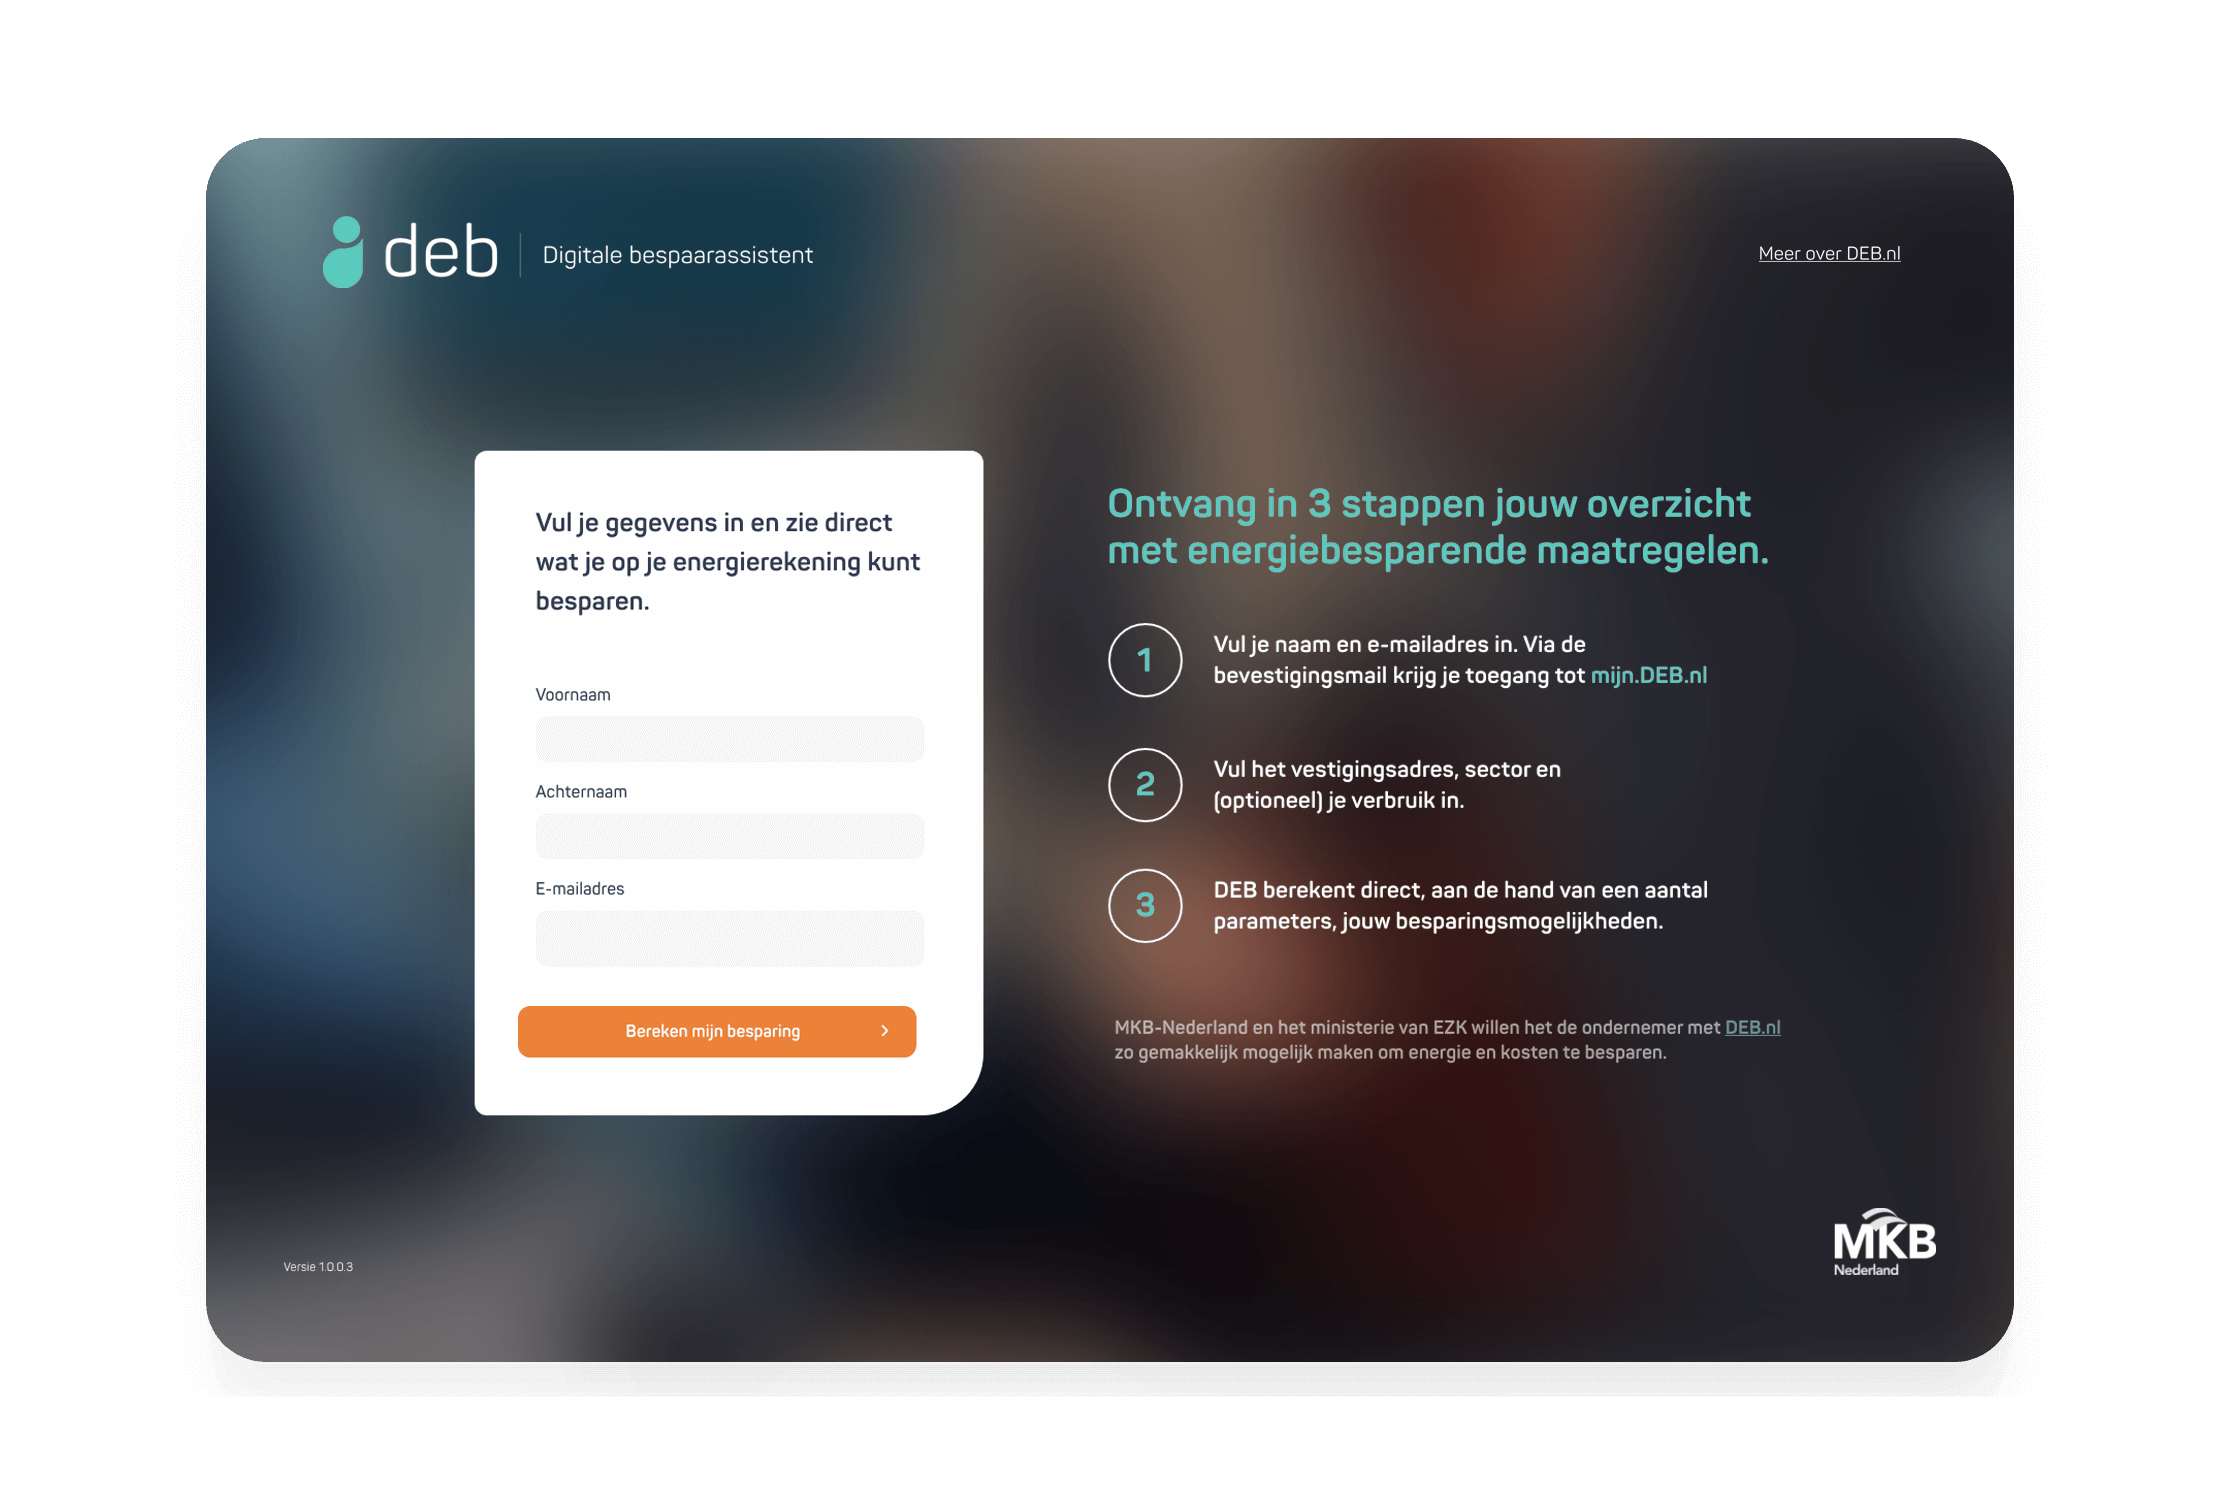 deb
Digitale bespaarassistent
Meer over DEB.nl
Vul je gegevens in en zie direct
wat je op je energierekening kunt
besparen.
Voornaam
Achternaam
E-mailadres
Bereken mijn besparing
Ontvang in 3 stappen jouw overzicht
met energiebesparende maatregelen.
1
Vul je naam en e-mailadres in. Via de
bevestigingsmail krijg je toegang tot mijn.DEB.nl
2
Vul het vestigingsadres, sector en
(optioneel) je verbruik in.
3
DEB berekent direct, aan de hand van een aantal
parameters, jouw besparingsmogelijkheden.
MKB-Nederland en het ministerie van EZK willen het de ondernemer met DEB.nl
zo gemakkelijk mogelijk maken om energie en kosten te besparen.
Versie 1.0.0.3
MKB
Nederland